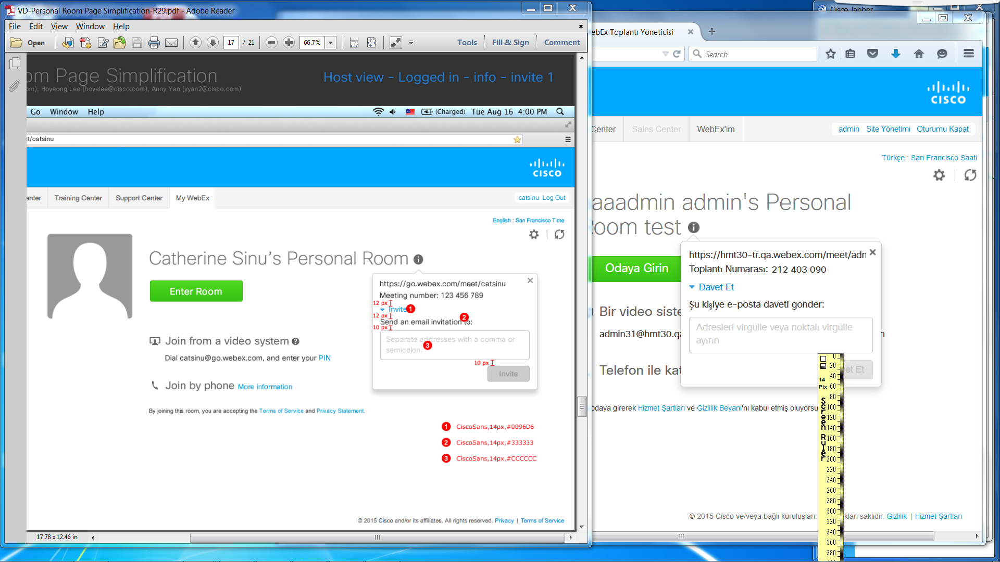 VD-Personal Room Page Simplification-R29.pdf - Adobe Reader
File Edit View Window Help
Open 17 / 21 66.7% Tools Fill & Sign Comment
om Page Simplification
Host view - Logged in - info - invite 1
om), Hoyeong Lee (hoyelee@cisco.com), Anny Yan (yyan2@cisco.com)
Go Window Help (Charged) Tue Aug 16 4:00 PM
et/catsinu
CISCO
enter Training Center Support Center My WebEx catsinu Log Out
English : San Francisco Time
Catherine Sinu's Personal Room
Enter Room
https://go.webex.com/meet/catsinu
Meeting number: 123 456 789
12 px
Invite 1
12 px
2
Send an email invitation to:
10 px
Separate addresses with a comma or
semicolon. 3
10 px
Invite
Join from a video system
Dial catsinu@go.webex.com, and enter your PIN
Join by phone More information
By joining this room, you are accepting the Terms of Service and Privacy Statement.
1 CiscoSans,14px,#0096D6
2 CiscoSans,14px,#333333
3 CiscoSans,14px,#CCCCCC
© 2015 Cisco and/or its affiliates. All rights reserved. Privacy | Terms of Service
17.78 x 12.46 in
Cisco Jabber
ebEx Toplantı Yöneticisi
Search
CISCO
Center Sales Center WebEx'im admin Site Yönetimi Oturumu Kapat
Türkçe : San Francisco Saati
aaadmin admin's Personal
Room test
Odaya Girin
https://hmt30-tr.qa.webex.com/meet/adm
Toplantı Numarası: 212 403 090
Davet Et
Şu kişiye e-posta daveti gönder:
Adresleri virgülle veya noktalı virgülle
ayırın
et Et
Bir video siste
admin31@hmt30.qa
n
Telefon ile kat
odaya girerek Hizmet Şartları ve Gizlilik Beyanı'nı kabul etmiş oluyorsu
© 2015 Cisco ve/veya bağlı kuruluşları. kları saklıdır. Gizlilik | Hizmet Şartları
0
20
40
14
Pix 60
80
100
120
140
160
180
200
220
240
260
280
300
320
340
360
380
Screen Ruler